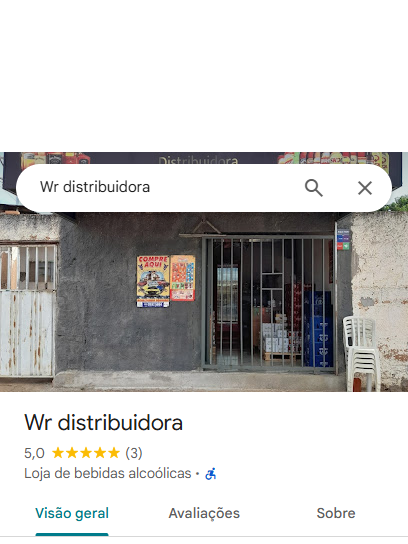 Distribuidora
Wr distribuidora
COMPRE
AQUI
Wr distribuidora
5,0 (3)
Loja de bebidas alcoólicas ·
Visão geral
Avaliações
Sobre